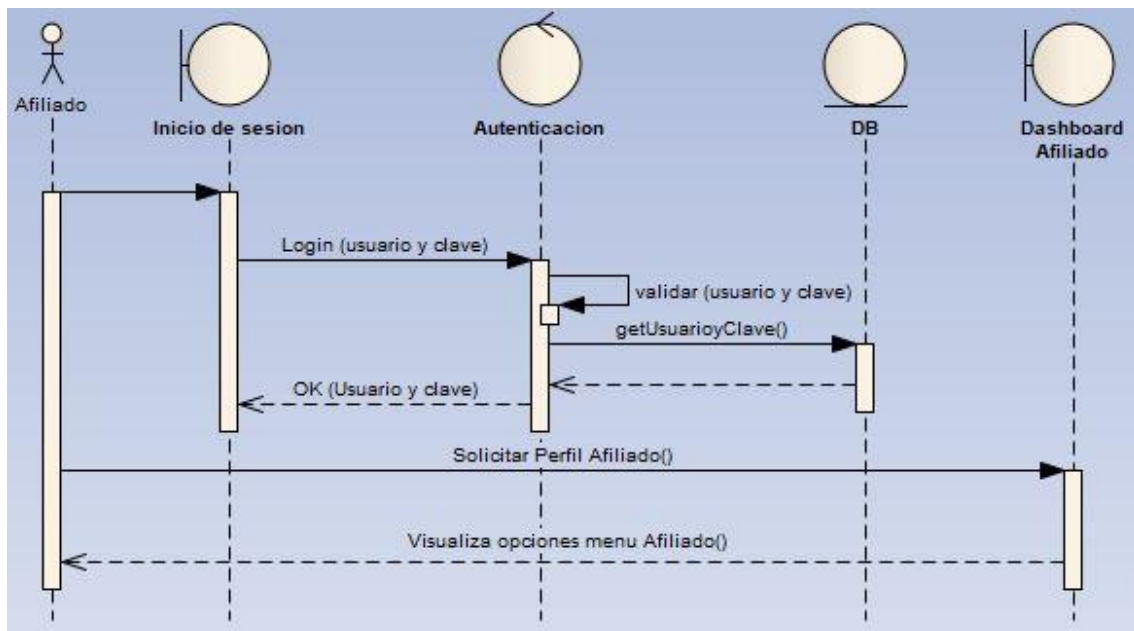 Afiliado
Inicio de sesion
Autenticacion
DB
Dashboard
Afiliado
Login (usuario y clave)
validar (usuario y clave)
getUsuarioyClave()
OK (Usuario y clave)
Solicitar Perfil Afiliado()
Visualiza opciones menu Afiliado()